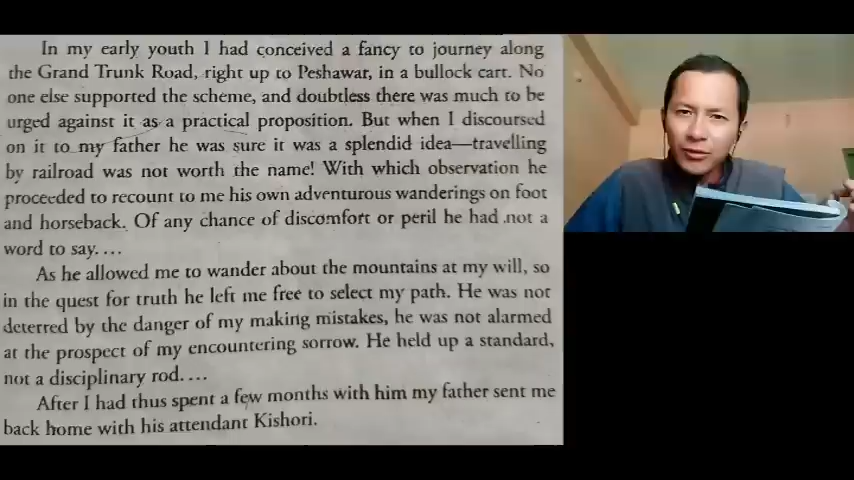 In my early youth I had conceived a fancy to journey along
the Grand Trunk Road, right up to Peshawar, in a bullock cart. No
one else supported the scheme, and doubtless there was much to be
urged against it as a practical proposition. But when I discoursed
on it to my father he was sure it was a splendid idea—travelling
by railroad was not worth the name! With which observation he
proceeded to recount to me his own adventurous wanderings on foot
and horseback. Of any chance of discomfort or peril he had not a
word to say....
As he allowed me to wander about the mountains at my will, so
in the quest for truth he left me free to select my path. He was not
deterred by the danger of my making mistakes, he was not alarmed
at the prospect of my encountering sorrow. He held up a standard,
not a disciplinary rod....
After I had thus spent a few months with him my father sent me
back home with his attendant Kishori.